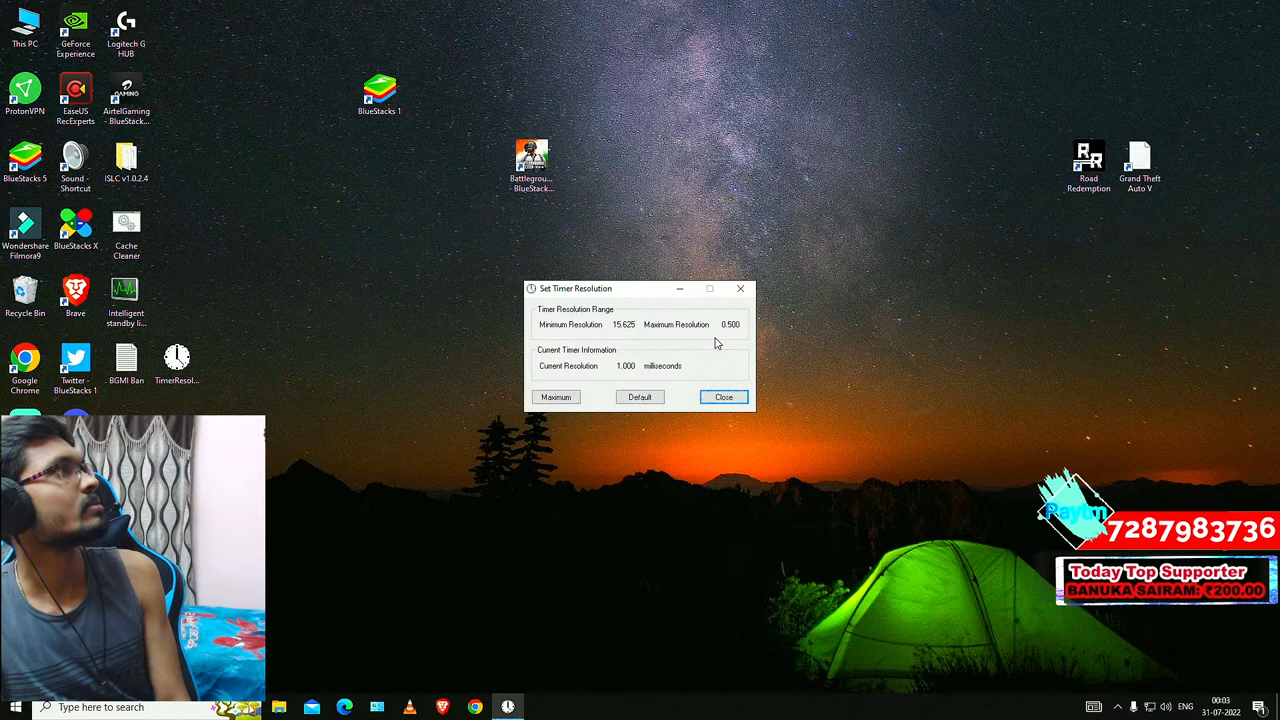 This PC
GeForce
Experience
Logitech G
HUB
ProtonVPN
EaseUS
RecExperts
GAMING
AirtelGaming
- BlueStack...
BlueStacks 1
BlueStacks 5
Sound -
Shortcut
ISLC v1.0.2.4
Battlegroun...
- BlueStack...
Road
Redemption
Grand Theft
Auto V
Wondershare
Filmora9
BlueStacks X
Cache
Cleaner
Recycle Bin
Brave
Intelligent
standby li...
Google
Chrome
Twitter -
BlueStacks 1
BGMI Ban
TimerResol...
Set Timer Resolution
Timer Resolution Range
Minimum Resolution 15.625 Maximum Resolution 0.500
Current Timer Information
Current Resolution 1.000 milliseconds
Maximum Default Close
Paytm
7287983736
Today Top Supporter
BANUKA SAIRAM: ₹200.00
Type here to search
ENG
00:03
31-07-2022